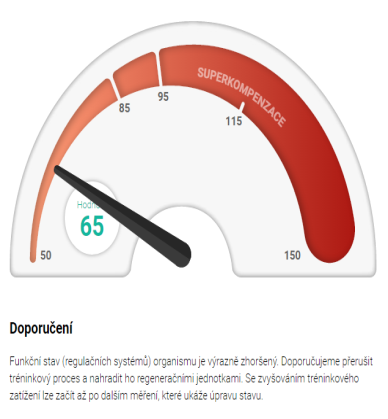 SUPERKOMPENZACE
95
85
115
65
50
150
Doporučení
Funkční stav (regulačních systémů) organismu je výrazně zhoršený. Doporučujeme přerušit
tréninkový proces a nahradit ho regeneračními jednotkami. Se zvyšováním tréninkového
zatížení lze začít až po dalším měření, které ukáže úpravu stavu.